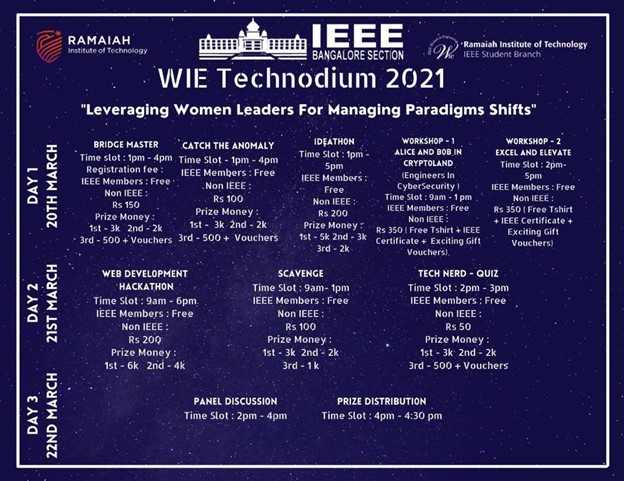 RAMAIAH
Institute of Technology
IEEE
BANGALORE SECTION
Wie
Ramaiah Institute of Technology
IEEE Student Branch
WIE Technodium 2021
"Leveraging Women Leaders For Managing Paradigms Shifts"
DAY 1
20TH MARCH
BRIDGE MASTER
Time Slot : 1pm - 4pm
Registration fee :
IEEE Members : Free
Non IEEE :
Rs 150
Prize Money :
1st - 3k 2nd - 2k
3rd - 500 + Vouchers
CATCH THE ANOMALY
Time Slot - 1pm - 4pm
IEEE Members : Free
Non IEEE :
Rs 100
Prize Money :
1st - 3k 2nd - 2k
3rd - 500 + Vouchers
IDEATHON
Time Slot : 1pm -
5pm
IEEE Members :
Free
Non IEEE :
Rs 200
Prize Money :
1st - 5k 2nd - 3k
3rd - 2k
WORKSHOP - 1
ALICE AND BOB IN
CRYPTOLAND
(Engineers In
CyberSecurity )
Time Slot : 9am - 1 pm
IEEE Members : Free
Non IEEE :
Rs 350 ( Free Tshirt + IEEE
Certificate + Exciting Gift
Vouchers).
WORKSHOP - 2
EXCEL AND ELEVATE
Time Slot : 2pm-
5pm
IEEE Members : Free
Non IEEE :
Rs 350 ( Free Tshirt
+ IEEE Certificate +
Exciting Gift
Vouchers)
DAY 2
21ST MARCH
WEB DEVELOPMENT
HACKATHON
Time Slot : 9am - 6pm
IEEE Members : Free
Non IEEE :
Rs 200
Prize Money :
1st - 6k 2nd - 4k
SCAVENGE
Time Slot : 9am- 1pm
IEEE Members : Free
Non IEEE :
Rs 100
Prize Money :
1st - 3k 2nd - 2k
3rd - 1 k
TECH NERD - QUIZ
Time Slot : 2pm - 3pm
IEEE Members : Free
Non IEEE :
Rs 50
Prize Money :
1st - 3k 2nd - 2k
3rd - 500 + Vouchers
DAY 3
22ND MARCH
PANEL DISCUSSION
Time Slot : 2pm - 4pm
PRIZE DISTRIBUTION
Time Slot : 4pm - 4:30 pm